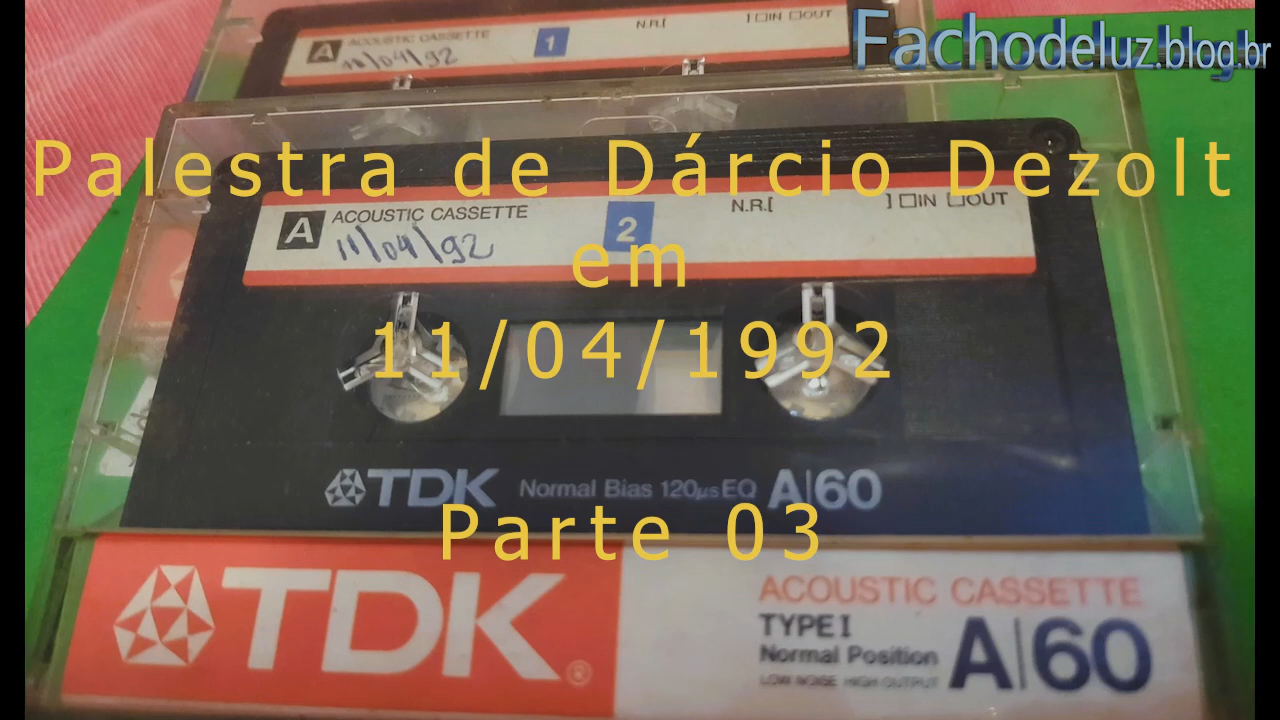 A ACOUSTIC CASSETTE 1 N.R.[ ] □IN □OUT
11/04/92
Fachodeluz.blog.br
Palestra de Dárcio Dezolt
A ACOUSTIC CASSETTE 2 N.R.[ ] □IN □OUT
11/04/92
em
11/04/1992
TDK Normal Bias 120μs EQ A|60
Parte 03
TDK®
ACOUSTIC CASSETTE
TYPE I
Normal Position
LOW NOISE HIGH OUTPUT
A|60